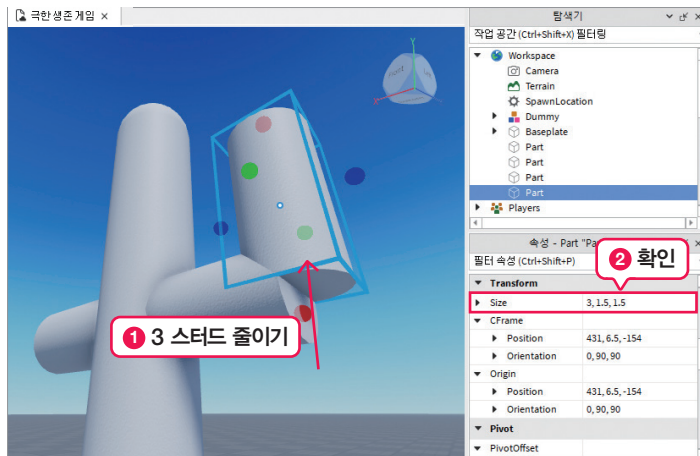 극한 생존 게임 ×
Y
X
Front
❶ 3 스터드 줄이기
탐색기
작업 공간 (Ctrl+Shift+X) 필터링
Workspace
Camera
Terrain
SpawnLocation
Dummy
Baseplate
Part
Part
Part
Part
Players
속성 - Part "Pa
❷ 확인
필터 속성 (Ctrl+Shift+P)
Transform
Size 3, 1.5, 1.5
CFrame
Position 431, 6.5, -154
Orientation 0, 90, 90
Origin
Position 431, 6.5, -154
Orientation 0, 90, 90
Pivot
PivotOffset